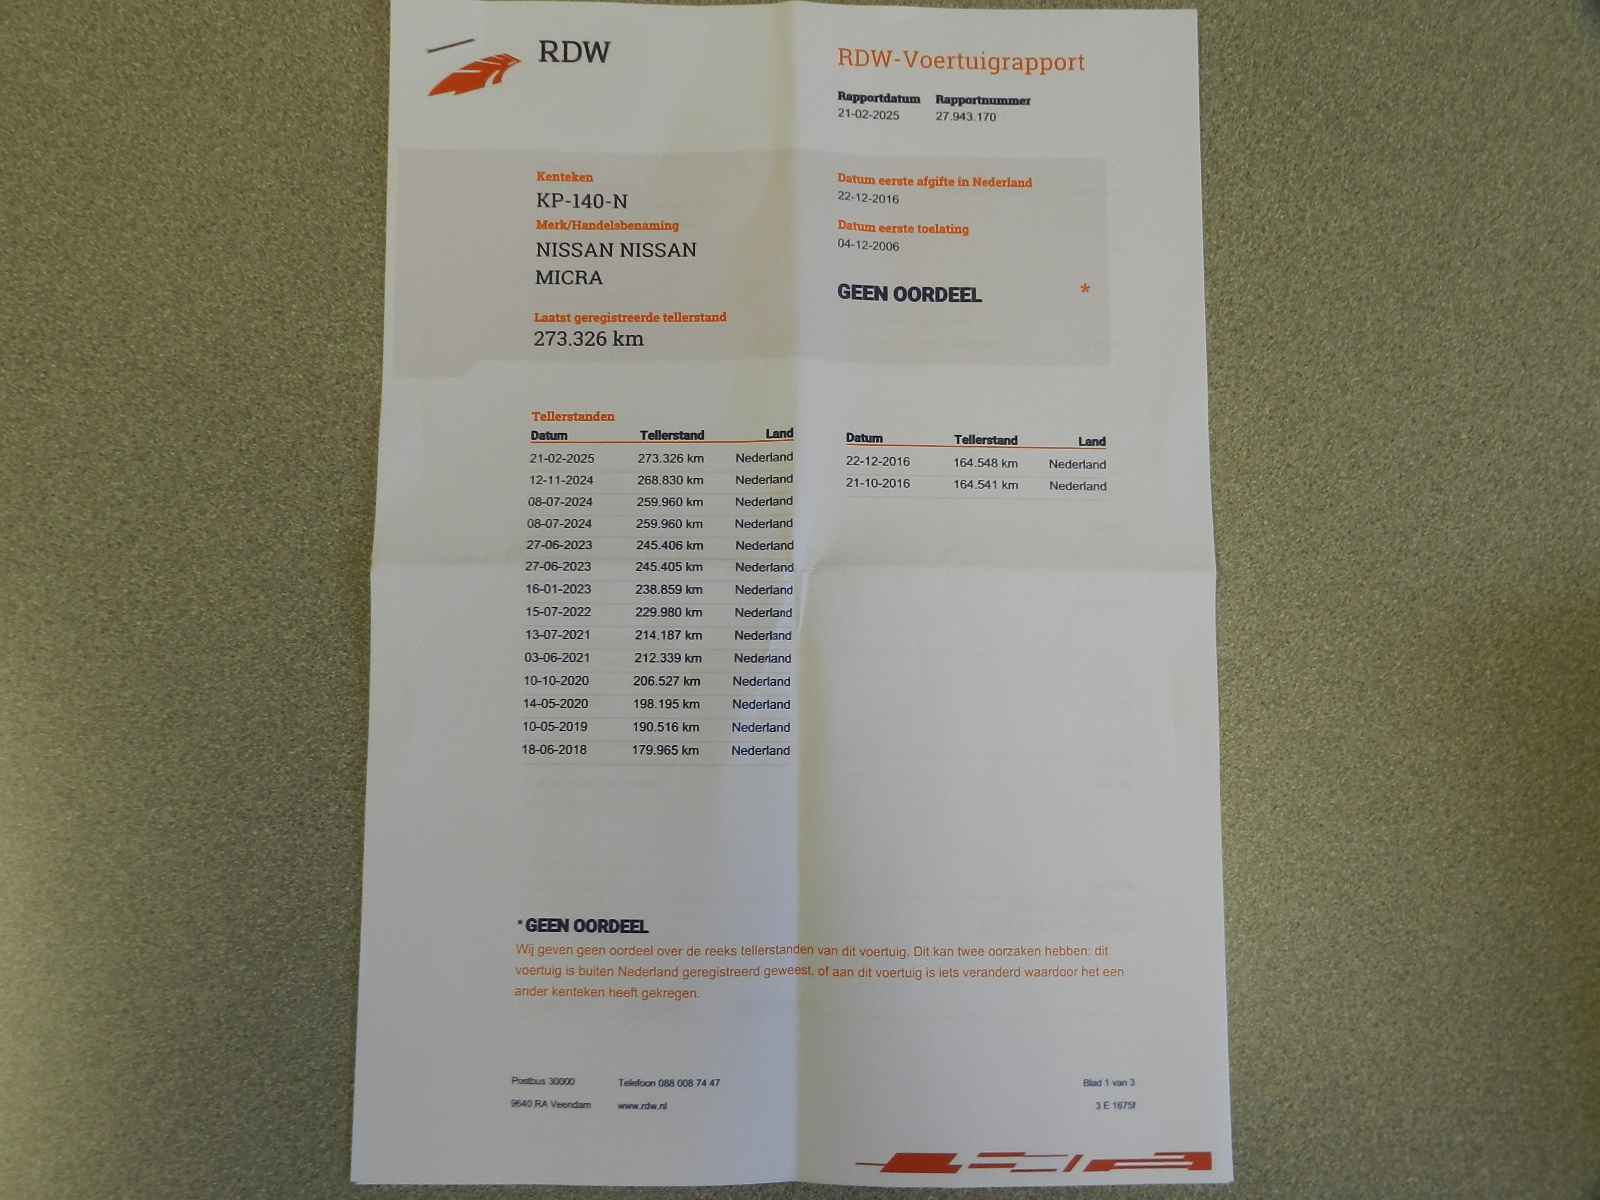 RDW
RDW-Voertuigrapport
Rapportdatum Rapportnummer
21-02-2025 27.943.170
Kenteken
KP-140-N
Merk/Handelsbenaming
NISSAN NISSAN
MICRA
Laatst geregistreerde tellerstand
273.326 km
Datum eerste afgifte in Nederland
22-12-2016
Datum eerste toelating
04-12-2006
GEEN OORDEEL *
Tellerstanden
Datum Tellerstand Land
21-02-2025 273.326 km Nederland
12-11-2024 268.830 km Nederland
08-07-2024 259.960 km Nederland
08-07-2024 259.960 km Nederland
27-06-2023 245.406 km Nederland
27-06-2023 245.405 km Nederland
16-01-2023 238.859 km Nederland
15-07-2022 229.980 km Nederland
13-07-2021 214.187 km Nederland
03-06-2021 212.339 km Nederland
10-10-2020 206.527 km Nederland
14-05-2020 198.195 km Nederland
10-05-2019 190.516 km Nederland
18-06-2018 179.965 km Nederland
Datum Tellerstand Land
22-12-2016 164.548 km Nederland
21-10-2016 164.541 km Nederland
* GEEN OORDEEL
Wij geven geen oordeel over de reeks tellerstanden van dit voertuig. Dit kan twee oorzaken hebben: dit
voertuig is buiten Nederland geregistreerd geweest, of aan dit voertuig is iets veranderd waardoor het een
ander kenteken heeft gekregen.
Postbus 30000 Telefoon 088 008 74 47
9640 RA Veendam www.rdw.nl
Blad 1 van 3
3 E 1675f